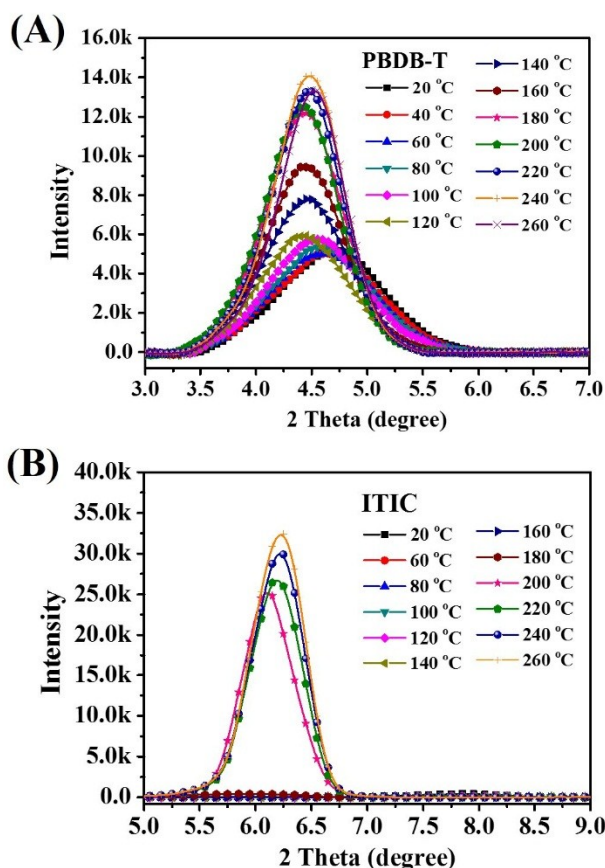 (A)
16.0k
14.0k
12.0k
10.0k
8.0k
6.0k
4.0k
2.0k
0.0
Intensity
PBDB-T
20 °C
40 °C
60 °C
80 °C
100 °C
120 °C
140 °C
160 °C
180 °C
200 °C
220 °C
240 °C
260 °C
3.0 3.5 4.0 4.5 5.0 5.5 6.0 6.5 7.0
2 Theta (degree)
(B)
40.0k
35.0k
30.0k
25.0k
20.0k
15.0k
10.0k
5.0k
0.0
Intensity
ITIC
20 °C
60 °C
80 °C
100 °C
120 °C
140 °C
160 °C
180 °C
200 °C
220 °C
240 °C
260 °C
5.0 5.5 6.0 6.5 7.0 7.5 8.0 8.5 9.0
2 Theta (degree)